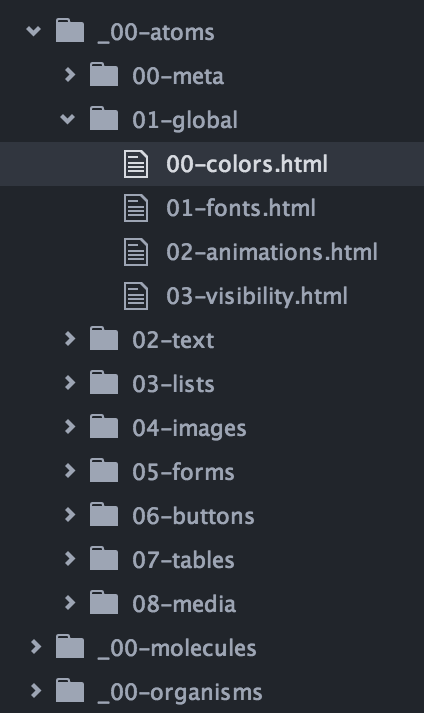 _00-atoms
00-meta
01-global
00-colors.html
01-fonts.html
02-animations.html
03-visibility.html
02-text
03-lists
04-images
05-forms
06-buttons
07-tables
08-media
_00-molecules
_00-organisms